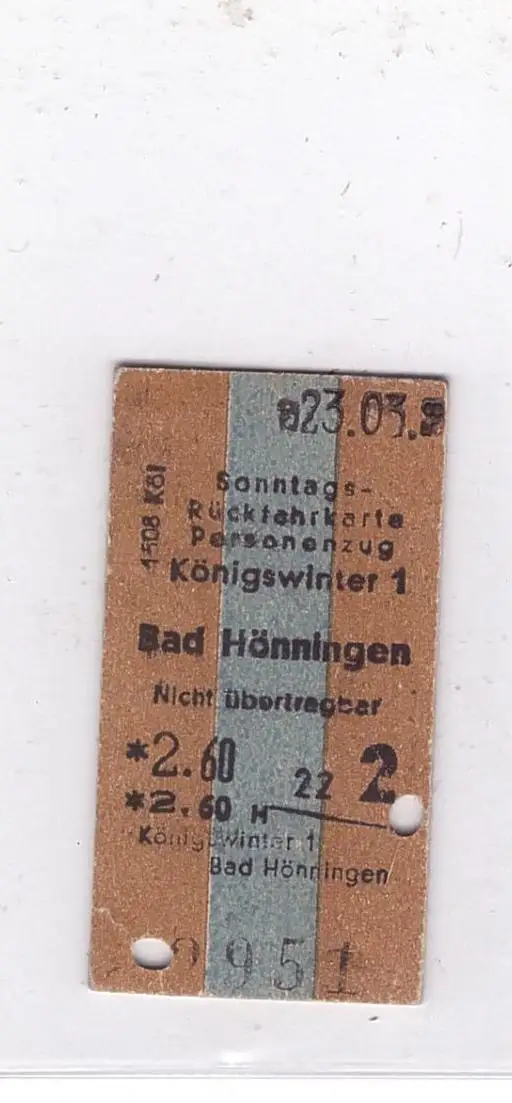 23.03.
Sonntags-
Rückfahrkarte
Personenzug
1508 Köl
Königswinter 1
Bad Hönningen
Nicht übertragbar
*2.60 22 2
*2.60 H
Königswinter 1
Bad Hönningen
951